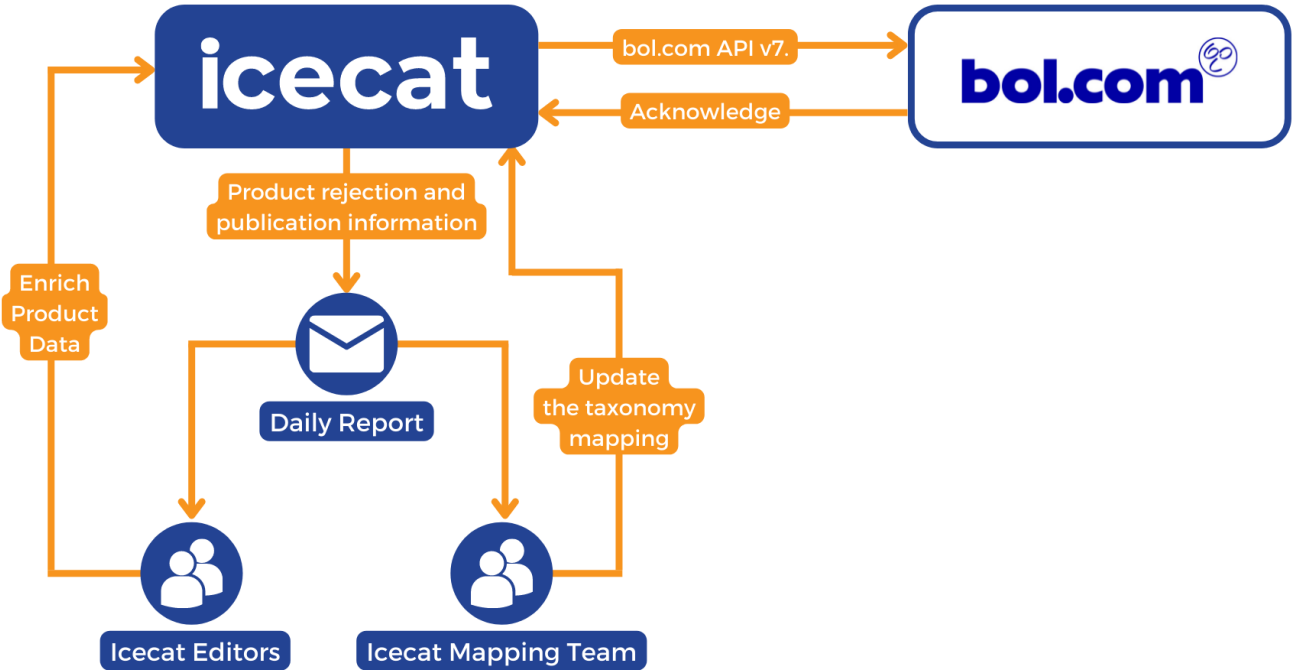 icecat
bol.com API v7.
bol.com
Acknowledge
Product rejection and
publication information
Enrich
Product
Data
Daily Report
Update
the taxonomy
mapping
Icecat Editors
Icecat Mapping Team